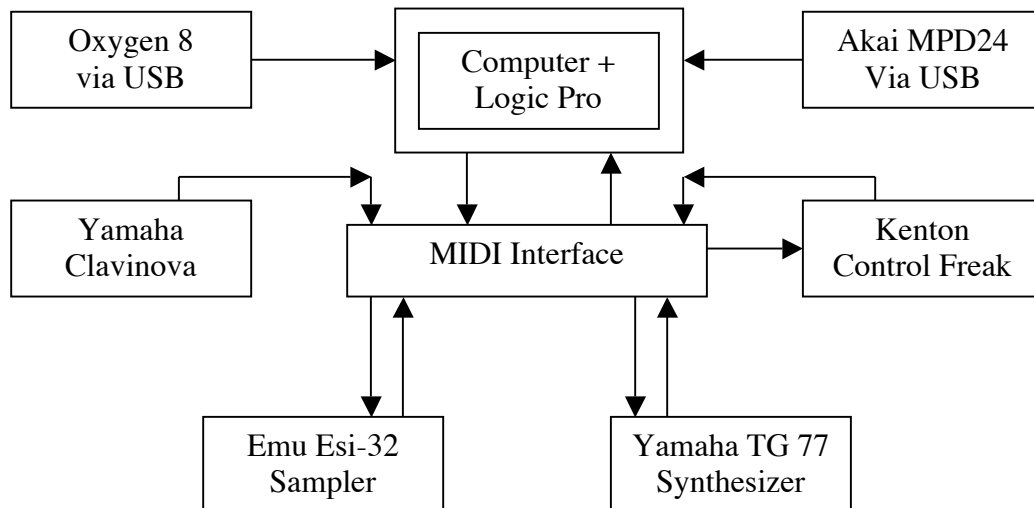 Oxygen 8
via USB
Computer +
Logic Pro
Akai MPD24
Via USB
Yamaha
Clavinova
MIDI Interface
Kenton
Control Freak
Emu Esi-32
Sampler
Yamaha TG 77
Synthesizer